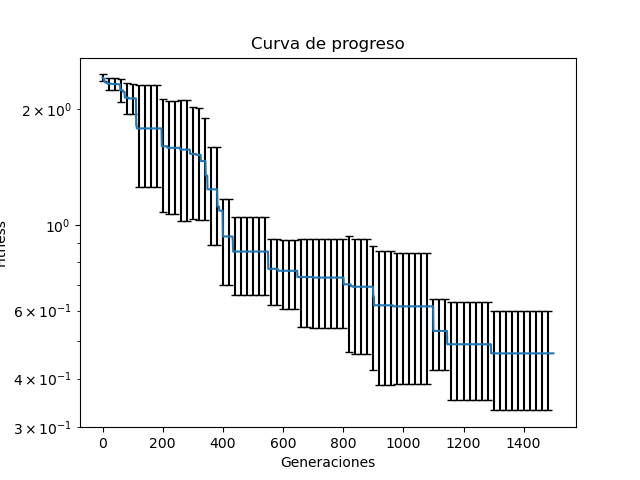 Curva de progreso
2 × 10⁰
10⁰
6 × 10⁻¹
4 × 10⁻¹
3 × 10⁻¹
0 200 400 600 800 1000 1200 1400
Generaciones